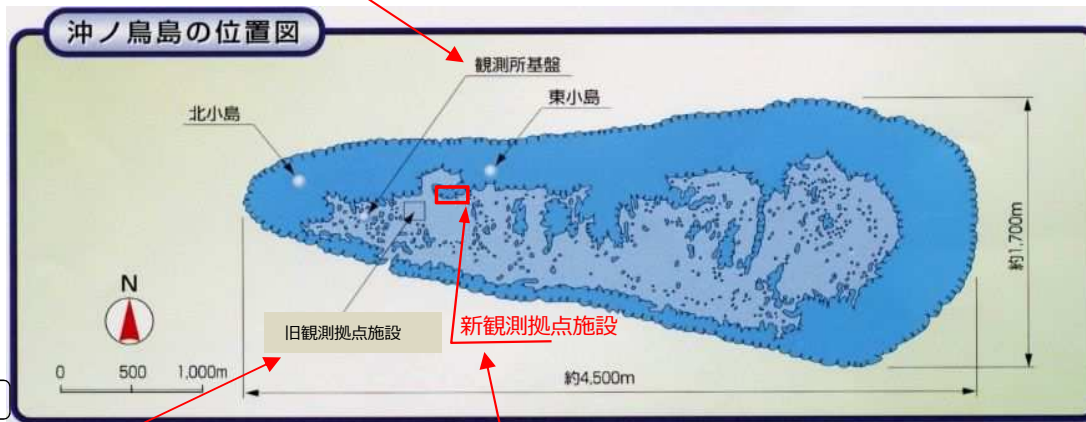 沖ノ鳥島の位置図
観測所基盤
東小島
北小島
約1,700m
N
旧観測拠点施設
新観測拠点施設
0 500 1,000m
約4,500m